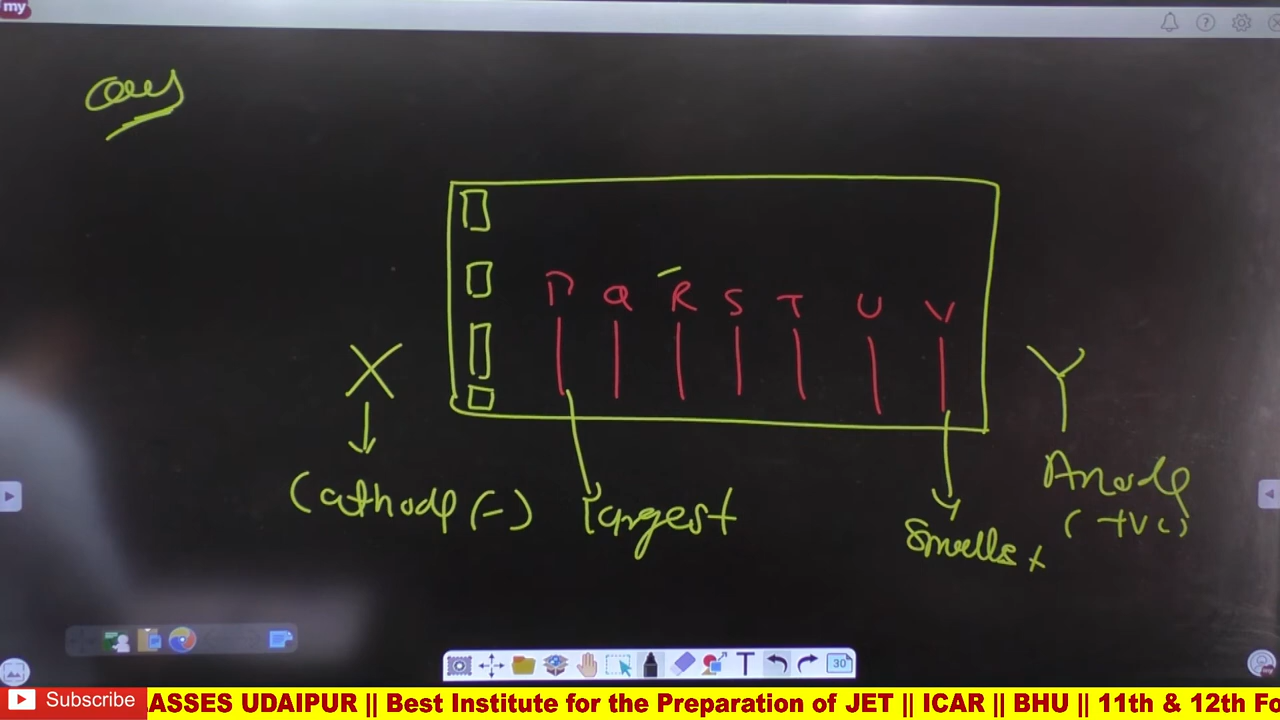 my
Ques
P Q R S T U V
X Y
Cathode (-) largest Smallest Anode
(+ve)
30
Subscribe ASSES UDAIPUR || Best Institute for the Preparation of JET || ICAR || BHU || 11th & 12th Fo